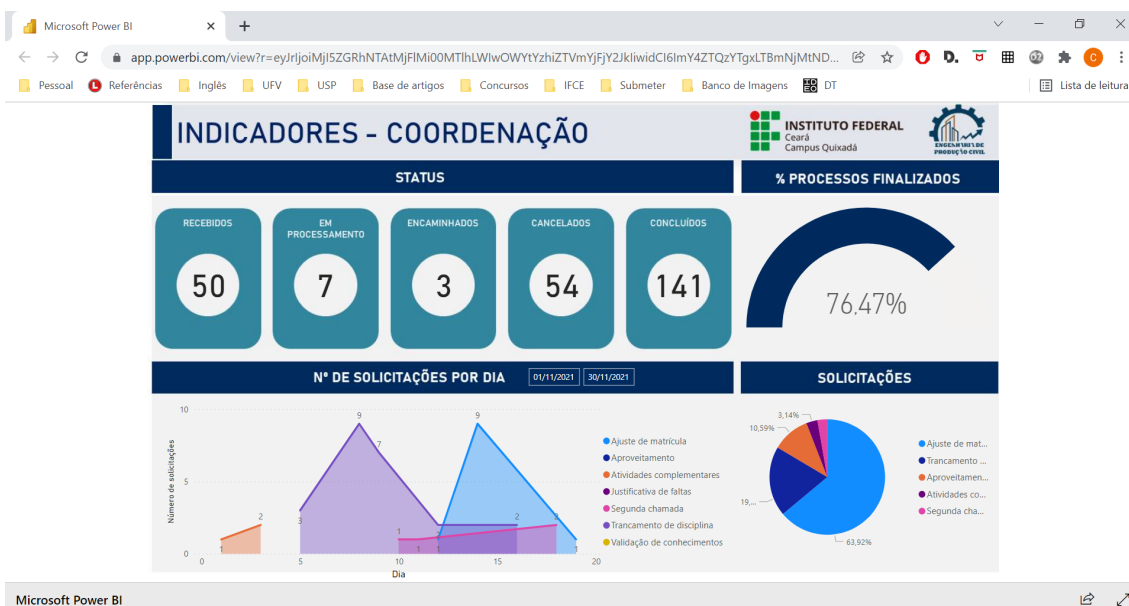 Microsoft Power BI
app.powerbi.com/view?r=eyJrIjoiMjI5ZGRhNTAtMjFlMi00MTlhLWIwOWYtYzhiZTVmYjFjY2JkIiwidCI6ImY4ZTQzYTgxLTBmNjMtND...
Pessoal
Referências
Inglês
UFV
USP
Base de artigos
Concursos
IFCE
Submeter
Banco de Imagens
DT
Lista de leitura
INDICADORES - COORDENAÇÃO
INSTITUTO FEDERAL
Ceará
Campus Quixadá
ENGENHARIA DE
PRODUÇÃO CIVIL
STATUS
% PROCESSOS FINALIZADOS
RECEBIDOS
50
EM
PROCESSAMENTO
7
ENCAMINHADOS
3
CANCELADOS
54
CONCLUÍDOS
141
76,47%
Nº DE SOLICITAÇÕES POR DIA
01/11/2021
30/11/2021
SOLICITAÇÕES
Número de solicitações
10
5
0
1
2
3
9
7
1
1
1
9
2
2
1
0
5
10
15
20
Dia
Ajuste de matrícula
Aproveitamento
Atividades complementares
Justificativa de faltas
Segunda chamada
Trancamento de disciplina
Validação de conhecimentos
3,14%
10,59%
19,...
63,92%
Ajuste de mat...
Trancamento ...
Aproveitamen...
Atividades co...
Segunda cha...
Microsoft Power BI